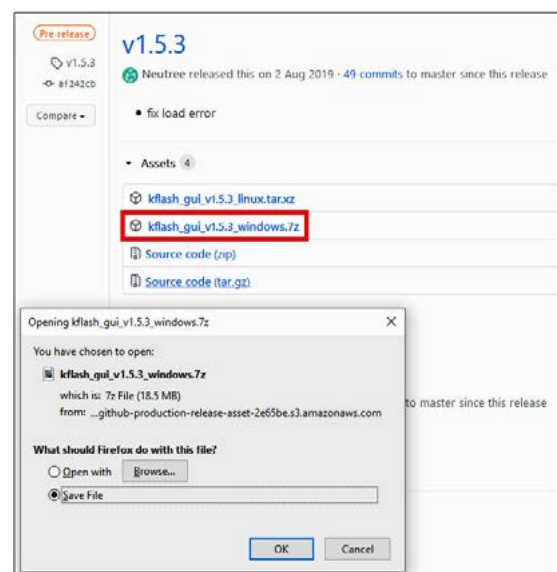 Pre-release
v1.5.3
af242cb
Compare
v1.5.3
Neutree released this on 2 Aug 2019 · 49 commits to master since this release
fix load error
Assets 4
kflash_gui_v1.5.3_linux.tar.xz
kflash_gui_v1.5.3_windows.7z
Source code (zip)
Source code (tar.gz)
Opening kflash_gui_v1.5.3_windows.7z
You have chosen to open:
kflash_gui_v1.5.3_windows.7z
which is: 7z File (18.5 MB)
from: ...github-production-release-asset-2e65be.s3.amazonaws.com
to master since this release
What should Firefox do with this file?
Open with Browse...
Save File
OK Cancel